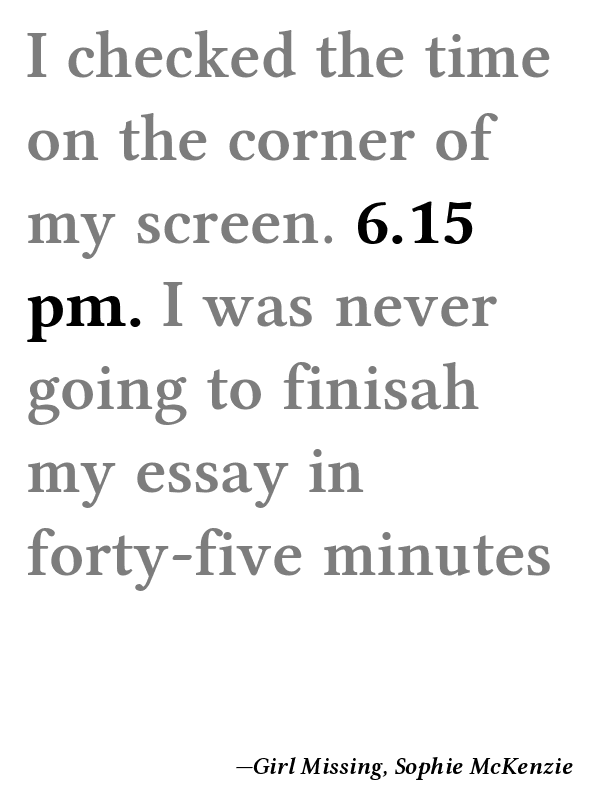 I checked the time
on the corner of
my screen. 6.15
pm. I was never
going to finisah
my essay in
forty-five minutes
—Girl Missing, Sophie McKenzie